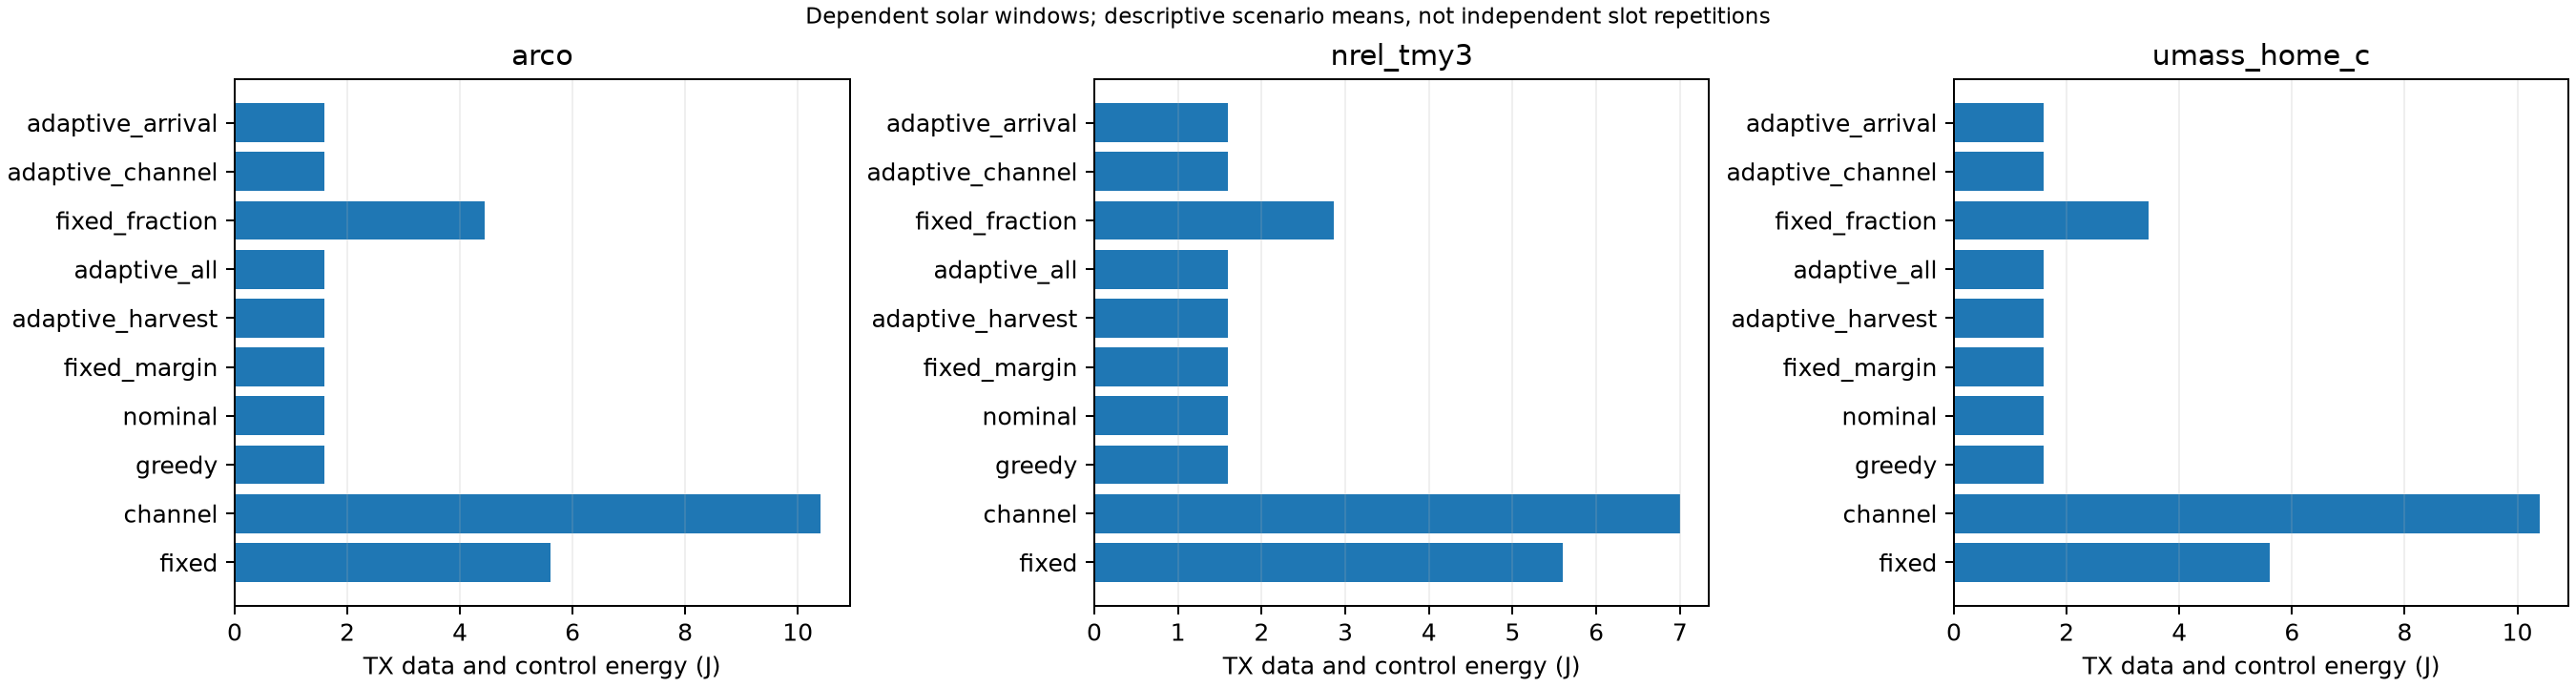 Dependent solar windows; descriptive scenario means, not independent slot repetitions
arco
adaptive_arrival
adaptive_channel
fixed_fraction
adaptive_all
adaptive_harvest
fixed_margin
nominal
greedy
channel
fixed
0 2 4 6 8 10
TX data and control energy (J)
nrel_tmy3
adaptive_arrival
adaptive_channel
fixed_fraction
adaptive_all
adaptive_harvest
fixed_margin
nominal
greedy
channel
fixed
0 1 2 3 4 5 6 7
TX data and control energy (J)
umass_home_c
adaptive_arrival
adaptive_channel
fixed_fraction
adaptive_all
adaptive_harvest
fixed_margin
nominal
greedy
channel
fixed
0 2 4 6 8 10
TX data and control energy (J)